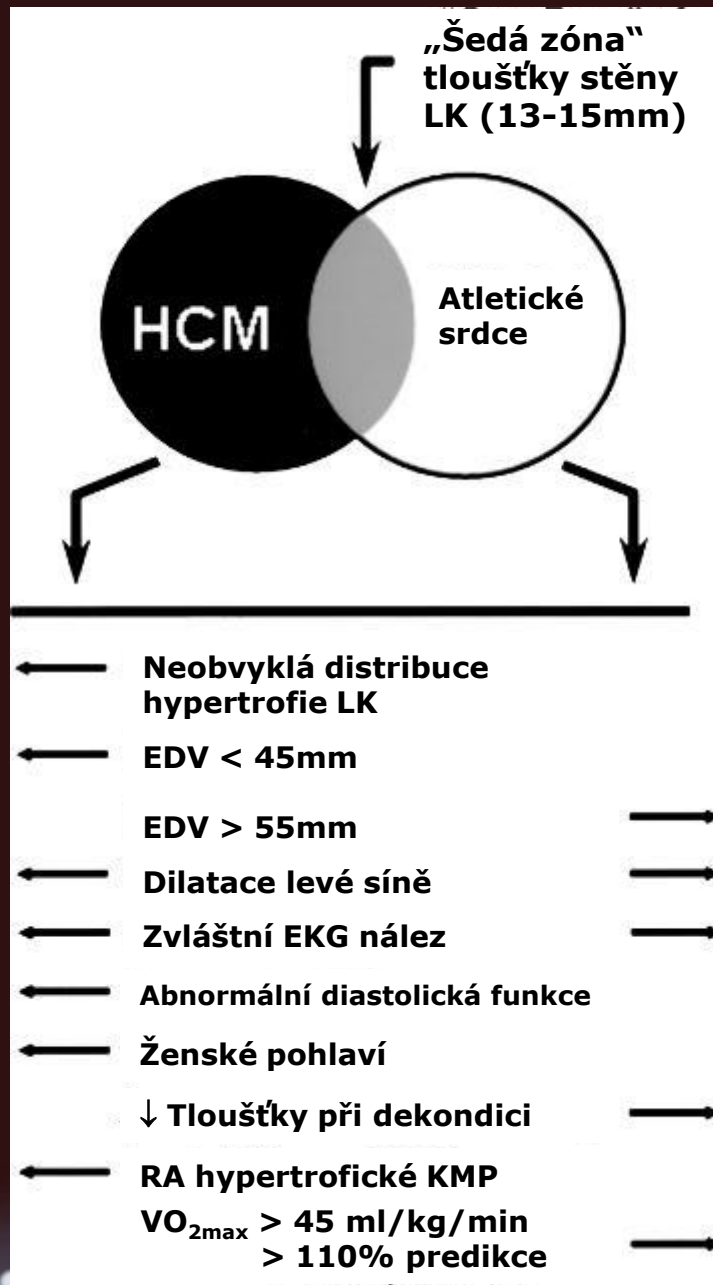 „Šedá zóna“
tloušťky stěny
LK (13-15mm)
HCM
Atletické
srdce
Neobvyklá distribuce
hypertrofie LK
EDV < 45mm
EDV > 55mm
Dilatace levé síně
Zvláštní EKG nález
Abnormální diastolická funkce
Ženské pohlaví
↓ Tloušťky při dekondici
RA hypertrofické KMP
VO₂max > 45 ml/kg/min
> 110% predikce